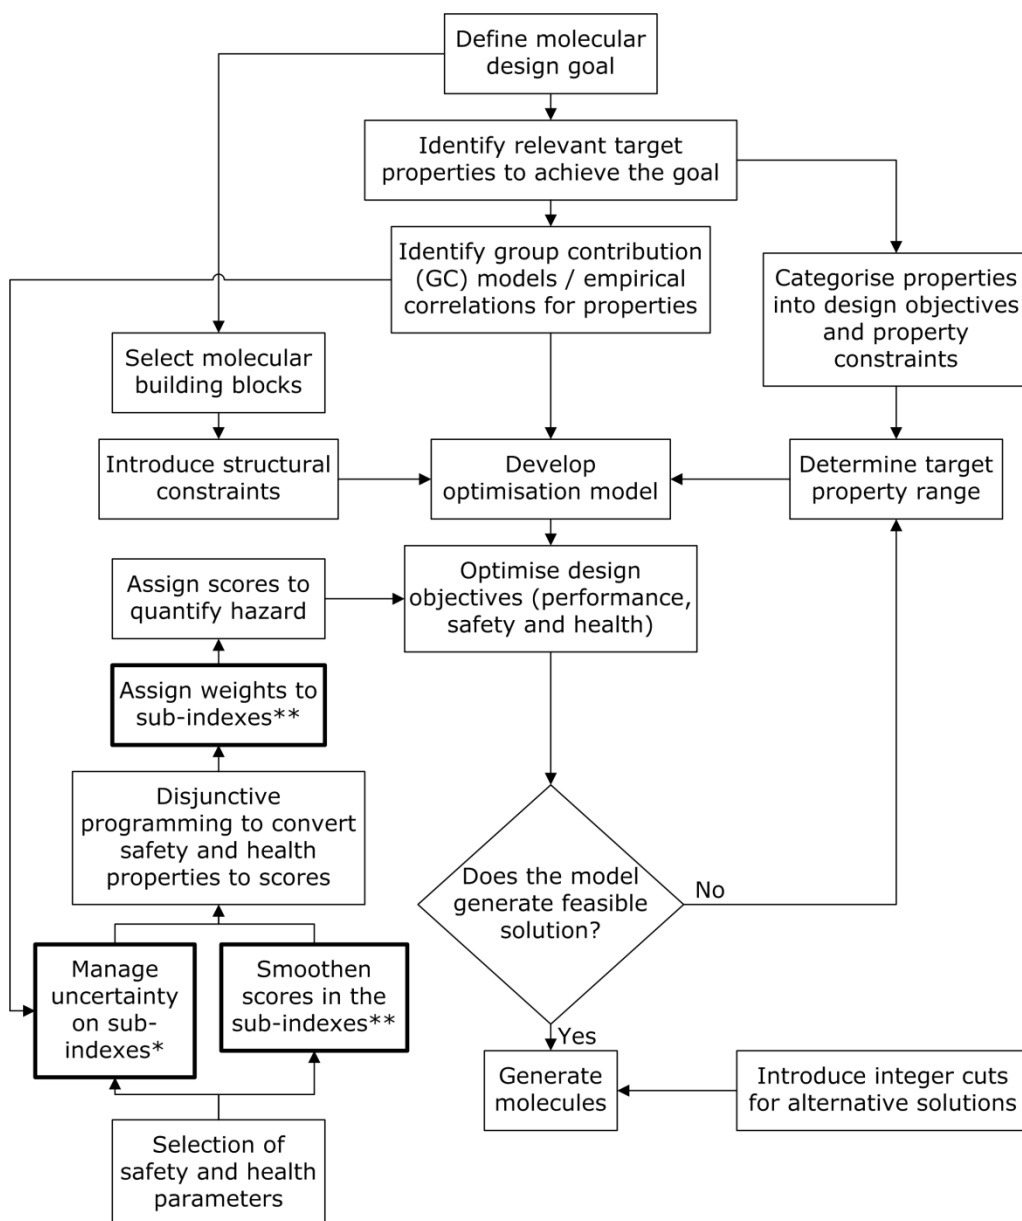 Define molecular
design goal
Identify relevant target
properties to achieve the goal
Identify group contribution
(GC) models / empirical
correlations for properties
Categorise properties
into design objectives
and property
constraints
Select molecular
building blocks
Introduce structural
constraints
Develop
optimisation model
Determine target
property range
Assign scores to
quantify hazard
Optimise design
objectives (performance,
safety and health)
Assign weights to
sub-indexes**
Disjunctive
programming to convert
safety and health
properties to scores
Does the model
generate feasible
solution?
No
Manage
uncertainty
on sub-
indexes*
Smoothen
scores in the
sub-indexes**
Yes
Generate
molecules
Introduce integer cuts
for alternative solutions
Selection of
safety and health
parameters